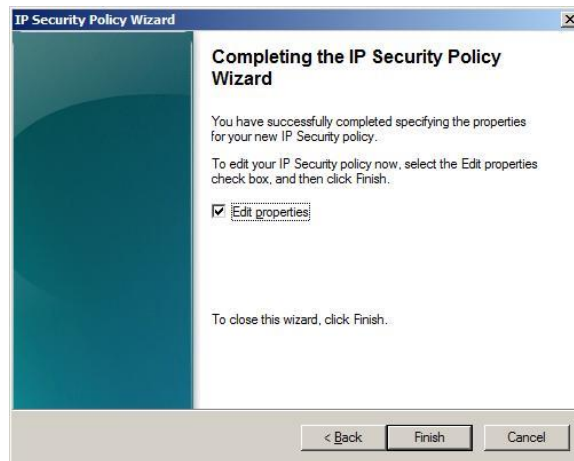 IP Security Policy Wizard
Completing the IP Security Policy
Wizard
You have successfully completed specifying the properties
for your new IP Security policy.
To edit your IP Security policy now, select the Edit properties
check box, and then click Finish.
Edit properties
To close this wizard, click Finish.
< Back
Finish
Cancel